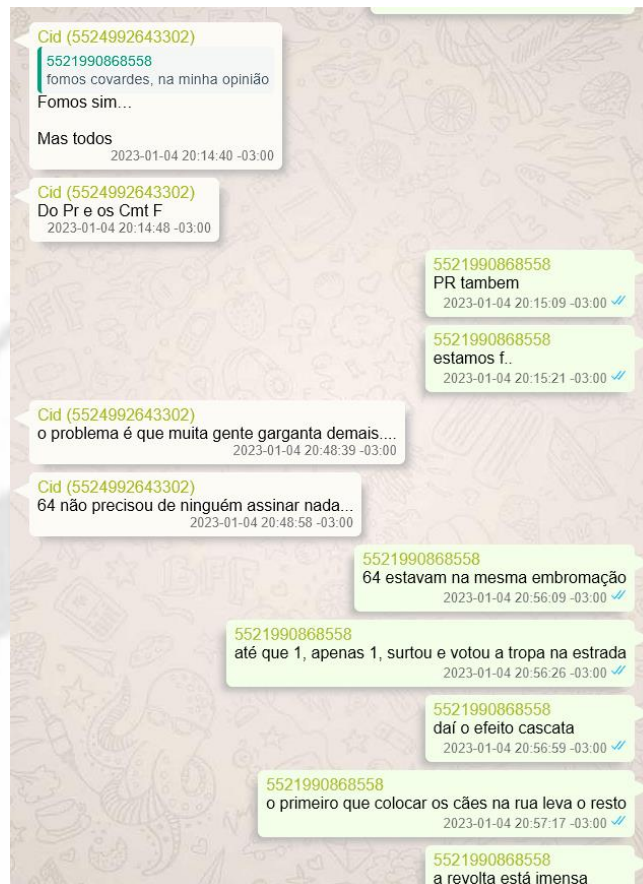 Cid (5524992643302)
5521990868558
fomos covardes, na minha opinião
Fomos sim...
Mas todos
2023-01-04 20:14:40 -03:00
Cid (5524992643302)
Do Pr e os Cmt F
2023-01-04 20:14:48 -03:00
5521990868558
PR tambem
2023-01-04 20:15:09 -03:00
5521990868558
estamos f..
2023-01-04 20:15:21 -03:00
Cid (5524992643302)
o problema é que muita gente garganta demais....
2023-01-04 20:48:39 -03:00
Cid (5524992643302)
64 não precisou de ninguém assinar nada...
2023-01-04 20:48:58 -03:00
5521990868558
64 estavam na mesma embromação
2023-01-04 20:56:09 -03:00
5521990868558
até que 1, apenas 1, surtou e votou a tropa na estrada
2023-01-04 20:56:26 -03:00
5521990868558
daí o efeito cascata
2023-01-04 20:56:59 -03:00
5521990868558
o primeiro que colocar os cães na rua leva o resto
2023-01-04 20:57:17 -03:00
5521990868558
a revolta está imensa